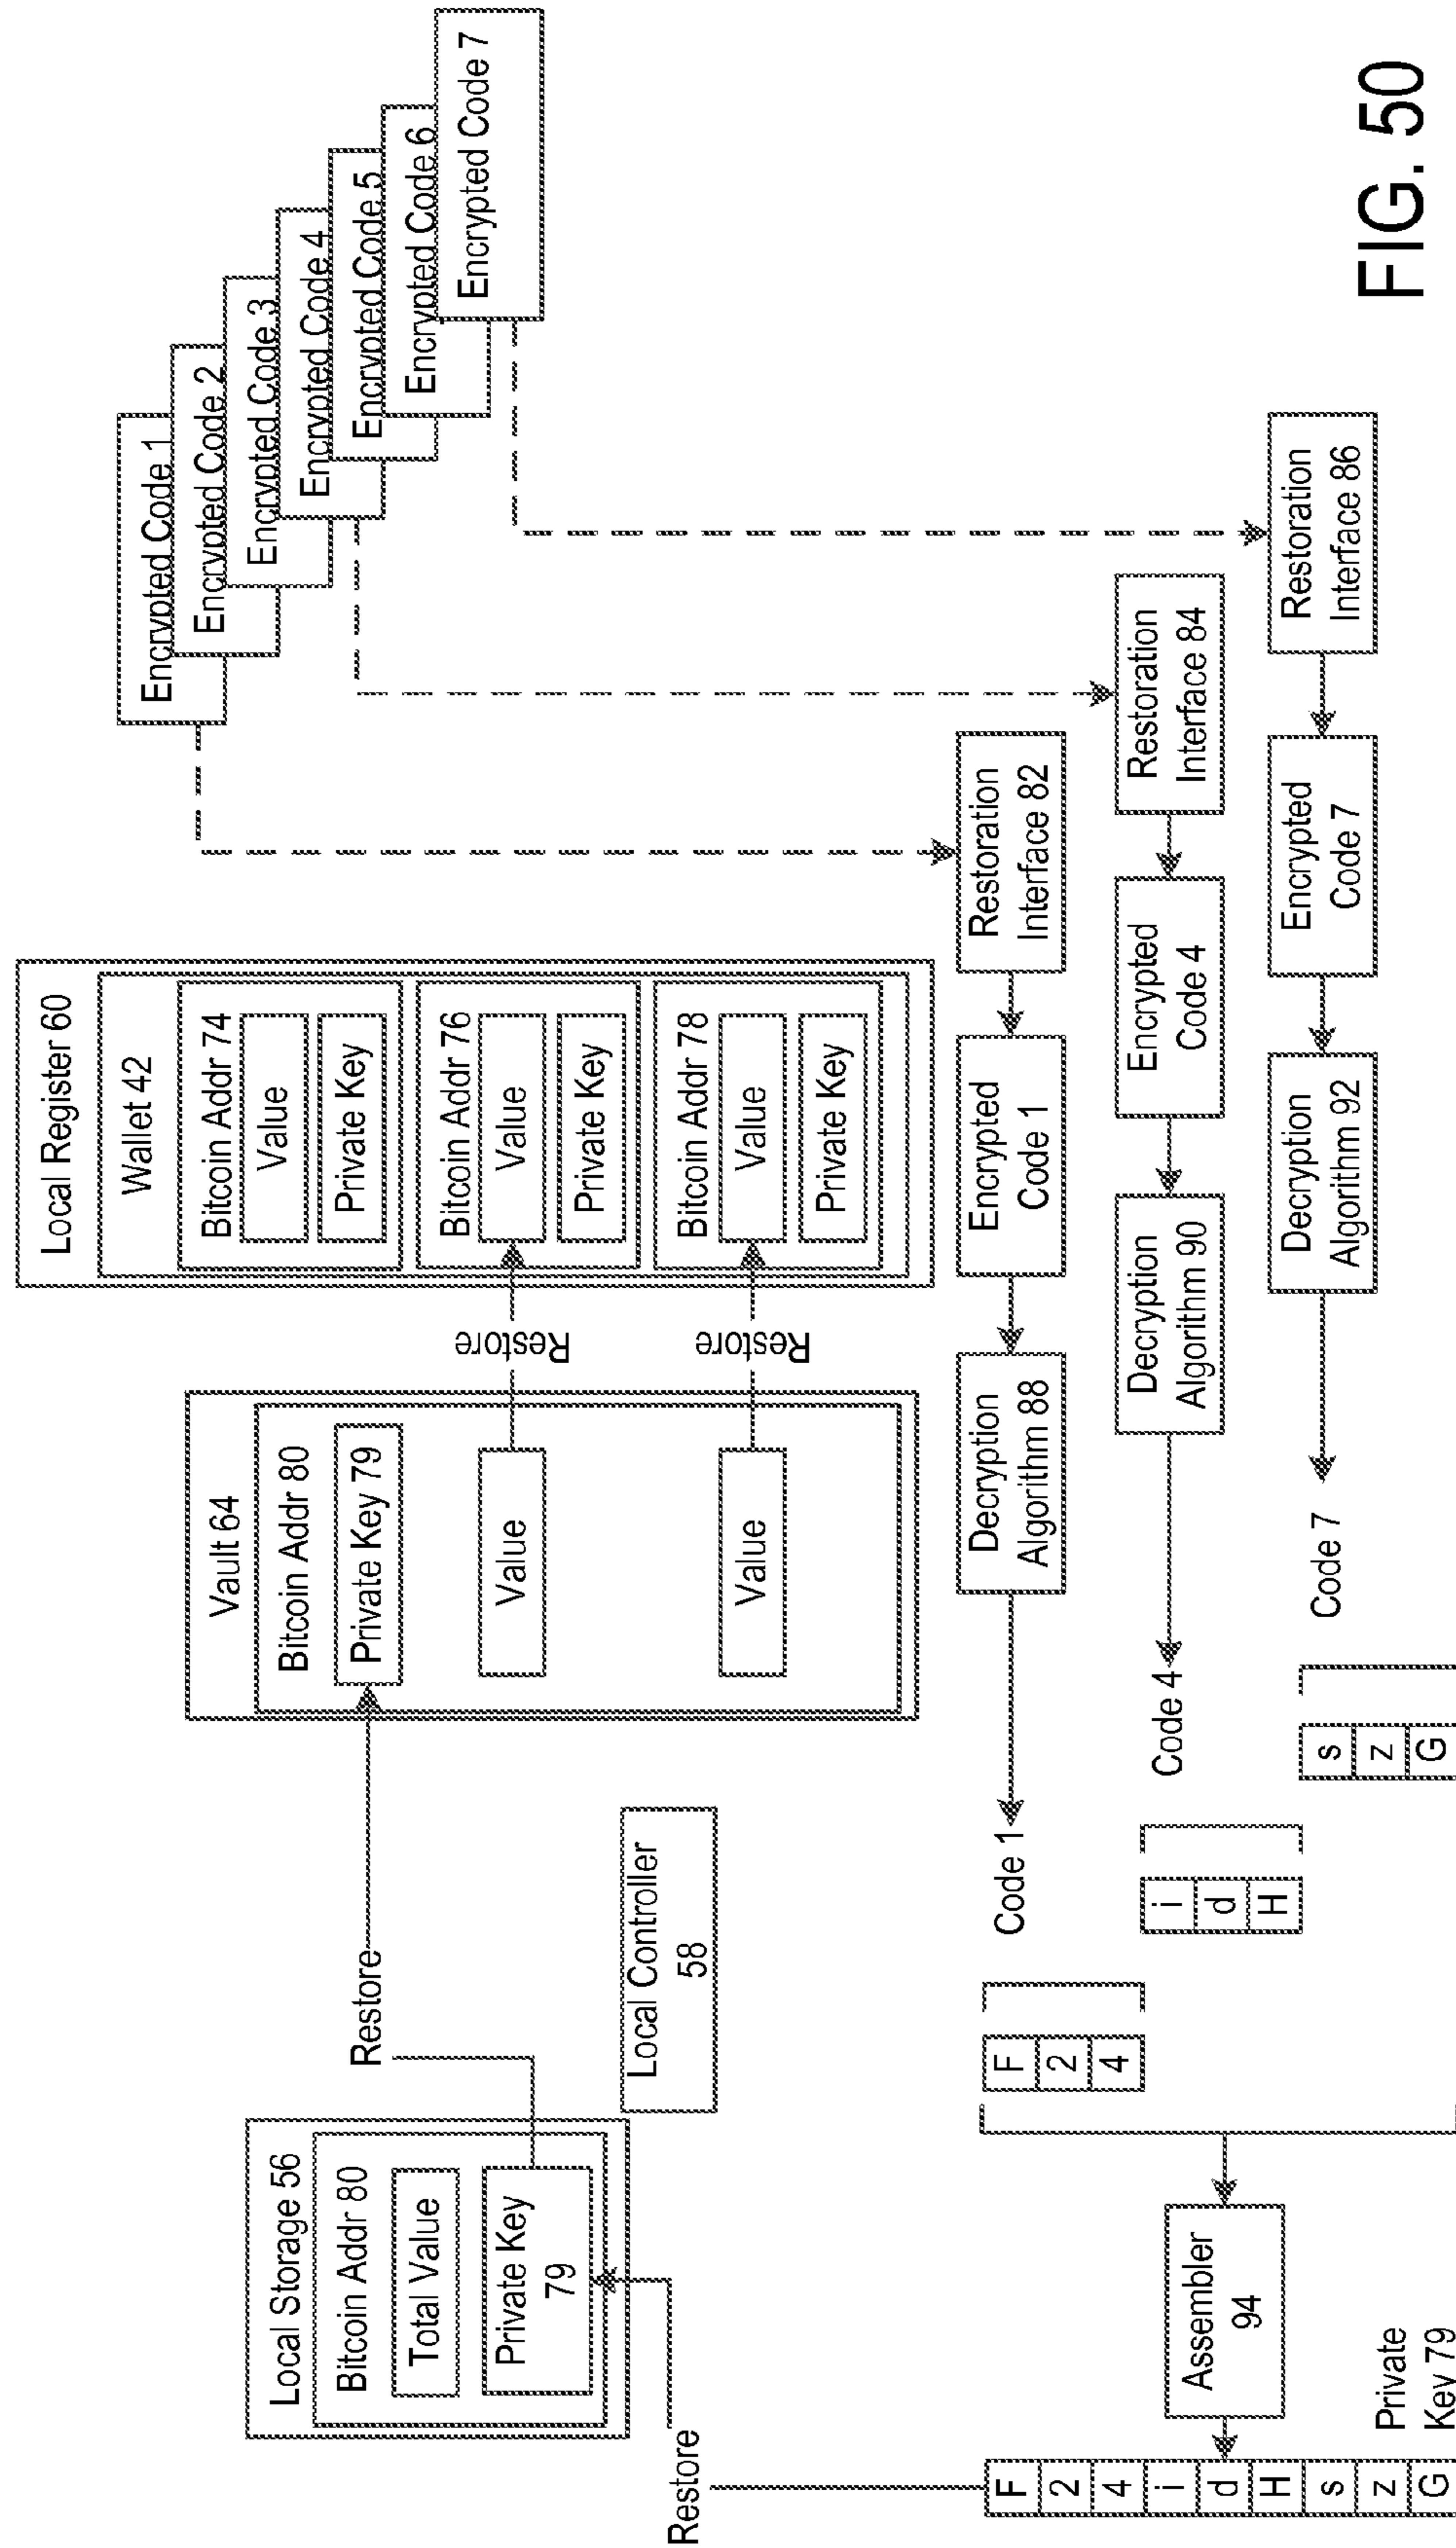 Local Storage 56
Bitcoin Addr 80
Total Value
Private Key
79
Restore
Restore
Local Controller
58
Vault 64
Bitcoin Addr 80
Private Key 79
Value
Value
Restore
Restore
Local Register 60
Wallet 42
Bitcoin Addr 74
Value
Private Key
Bitcoin Addr 76
Value
Private Key
Bitcoin Addr 78
Value
Private Key
Encrypted Code 1
Encrypted Code 2
Encrypted Code 3
Encrypted Code 4
Encrypted Code 5
Encrypted Code 6
Encrypted Code 7
F
2
4
i
d
H
s
z
G
Private
Key 79
Assembler
94
F
2
4
Code 1
Decryption
Algorithm 88
Encrypted
Code 1
Restoration
Interface 82
i
d
H
Code 4
Decryption
Algorithm 90
Encrypted
Code 4
Restoration
Interface 84
s
z
G
Code 7
Decryption
Algorithm 92
Encrypted
Code 7
Restoration
Interface 86
FIG. 50